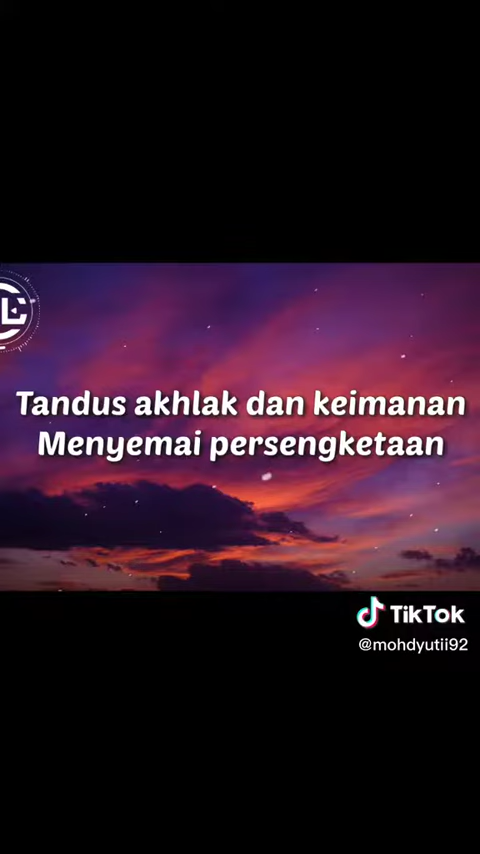 Tandus akhlak dan keimanan
Menyemai persengketaan
TikTok
@mohdyutii92